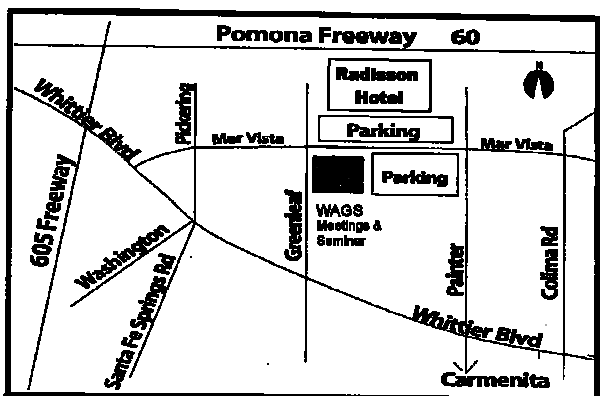 Pomona Freeway 60
Radisson
Hotel
N
Whittier Blvd
Pickering
Parking
Mar Vista
Mar Vista
Parking
605 Freeway
WAGS
Meetings &
Seminar
Greenleaf
Washington
Santa Fe Springs Rd
Painter
Colima Rd
Whittier Blvd
Carmenita